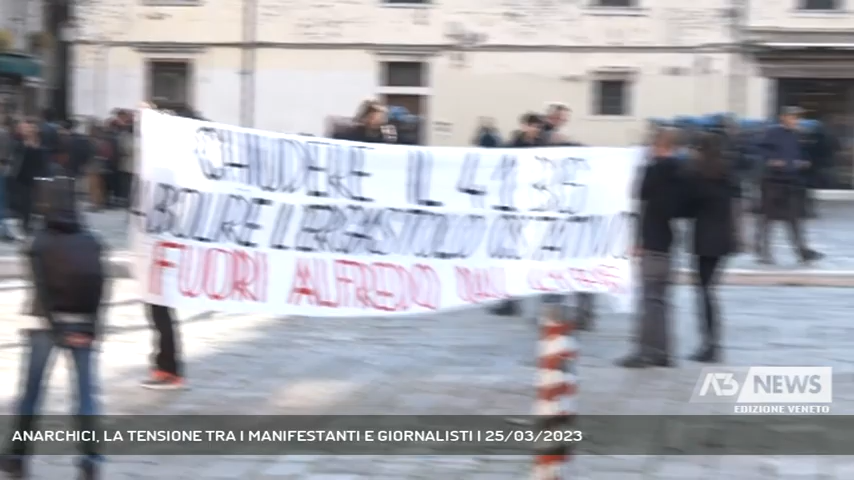 CHIUDERE IL 41 BIS
ABOLIRE L'ERGASTOLO OSTATIVO
FUORI ALFREDO DAL
A3 NEWS
EDIZIONE VENETO
ANARCHICI, LA TENSIONE TRA I MANIFESTANTI E GIORNALISTI | 25/03/2023